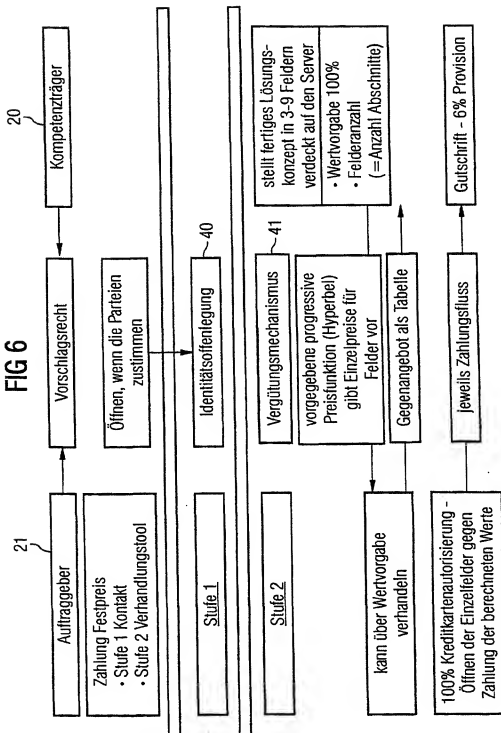 FIG 6
21
20
Auftraggeber
Vorschlagsrecht
Kompetenzträger
Zahlung Festpreis
• Stufe 1 Kontakt
• Stufe 2 Verhandlungstool
Öffnen, wenn die Parteien
zustimmen
Stufe 1
Identitätsoffenlegung
40
Stufe 2
Vergütungsmechanismus
41
stellt fertiges Lösungs-
konzept in 3-9 Feldern
verdeckt auf den Server
• Wertvorgabe 100%
• Felderanzahl
(=Anzahl Abschnitte)
vorgegebene progressive
Preisfunktion (Hyperbel)
gibt Einzelpreise für
Felder vor
kann über Wertvorgabe
verhandeln
Gegenangebot als Tabelle
100% Kreditkartenautorisierung -
Öffnen der Einzelfelder gegen
Zahlung der berechneten Werte
jeweils Zahlungsfluss
Gutschrift - 6% Provision